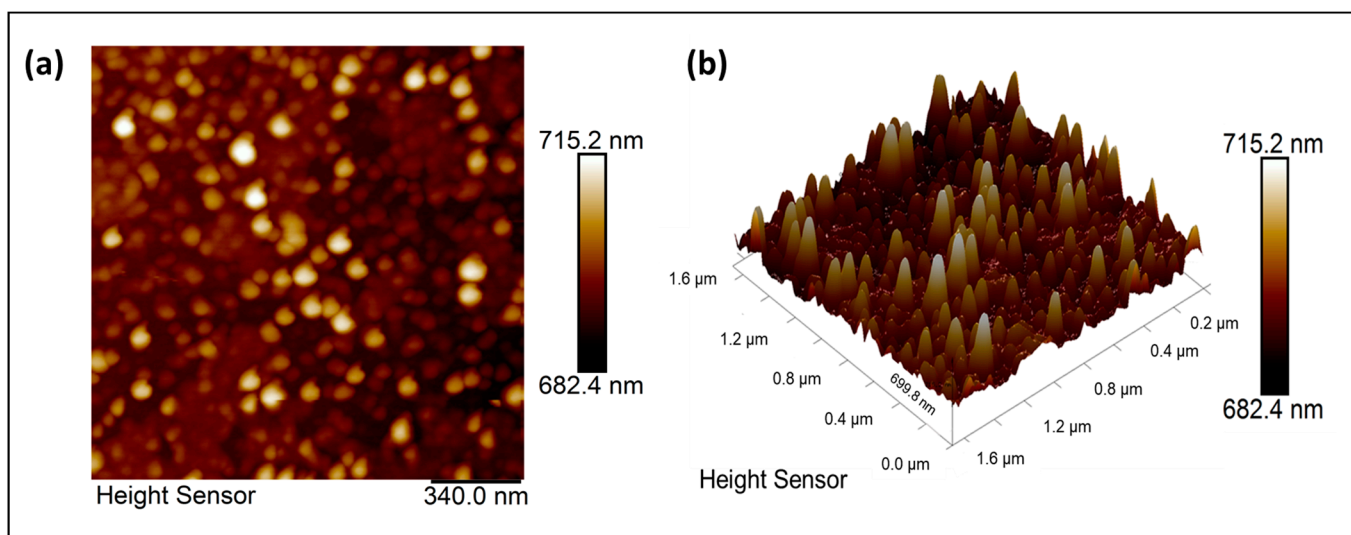 (a)
715.2 nm
682.4 nm
Height Sensor
340.0 nm
(b)
715.2 nm
682.4 nm
1.6 µm
1.2 µm
0.8 µm
0.4 µm
0.0 µm
699.8 nm
1.6 µm
1.2 µm
0.8 µm
0.4 µm
0.2 µm
Height Sensor